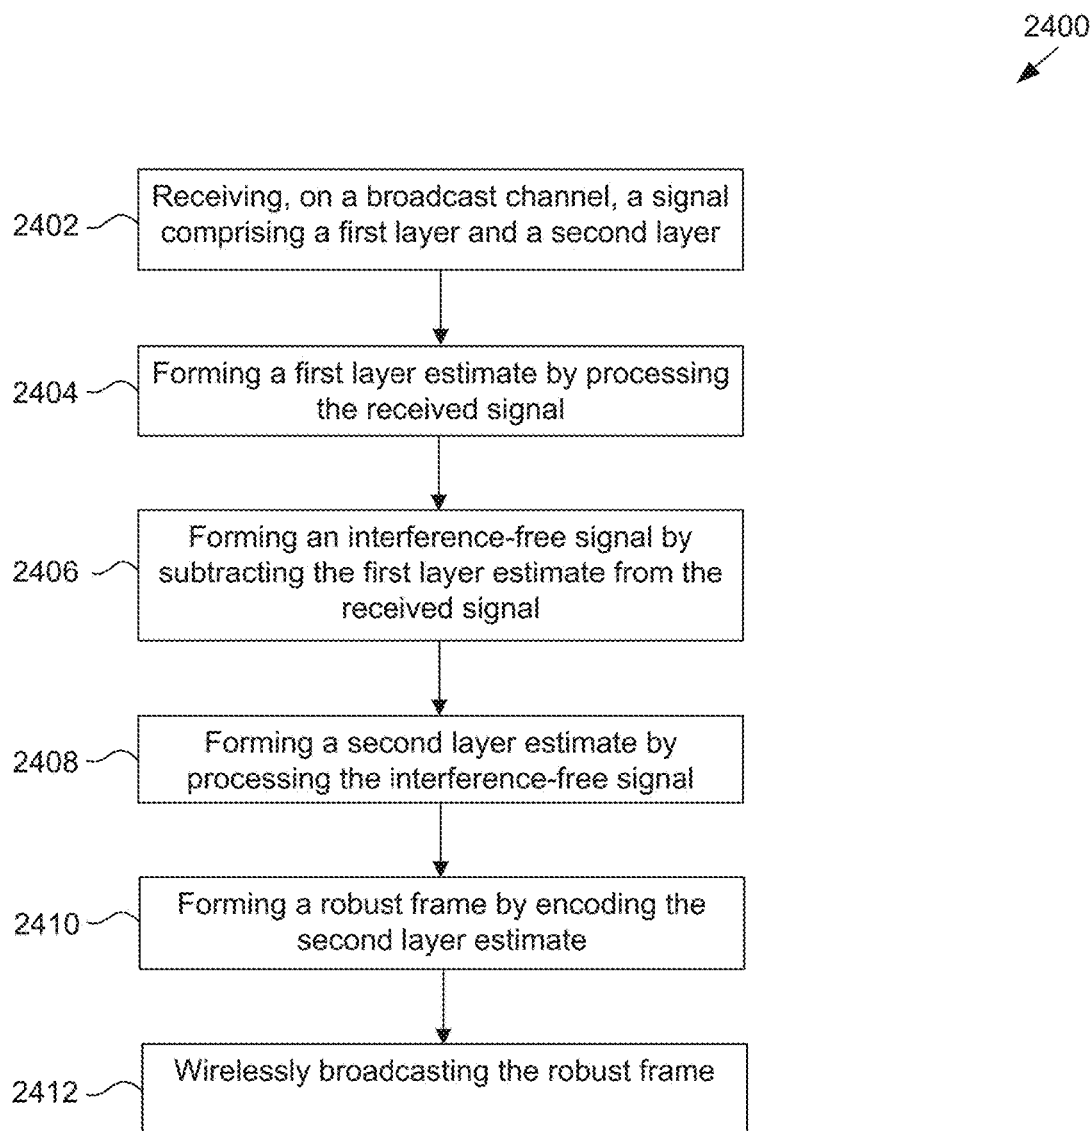 2400
2402
Receiving, on a broadcast channel, a signal
comprising a first layer and a second layer
2404
Forming a first layer estimate by processing
the received signal
2406
Forming an interference-free signal by
subtracting the first layer estimate from the
received signal
2408
Forming a second layer estimate by
processing the interference-free signal
2410
Forming a robust frame by encoding the
second layer estimate
2412
Wirelessly broadcasting the robust frame